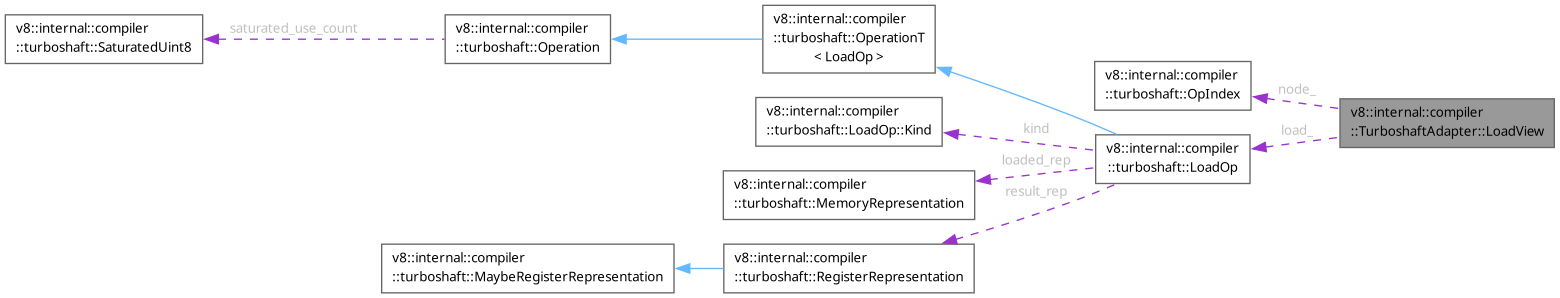 v8::internal::compiler
::turboshaft::SaturatedUint8
saturated_use_count
v8::internal::compiler
::turboshaft::Operation
v8::internal::compiler
::turboshaft::OperationT
< LoadOp >
v8::internal::compiler
::turboshaft::OpIndex
node_
v8::internal::compiler
::TurboshaftAdapter::LoadView
load_
v8::internal::compiler
::turboshaft::LoadOp::Kind
kind
v8::internal::compiler
::turboshaft::LoadOp
loaded_rep
v8::internal::compiler
::turboshaft::MemoryRepresentation
result_rep
v8::internal::compiler
::turboshaft::MaybeRegisterRepresentation
v8::internal::compiler
::turboshaft::RegisterRepresentation